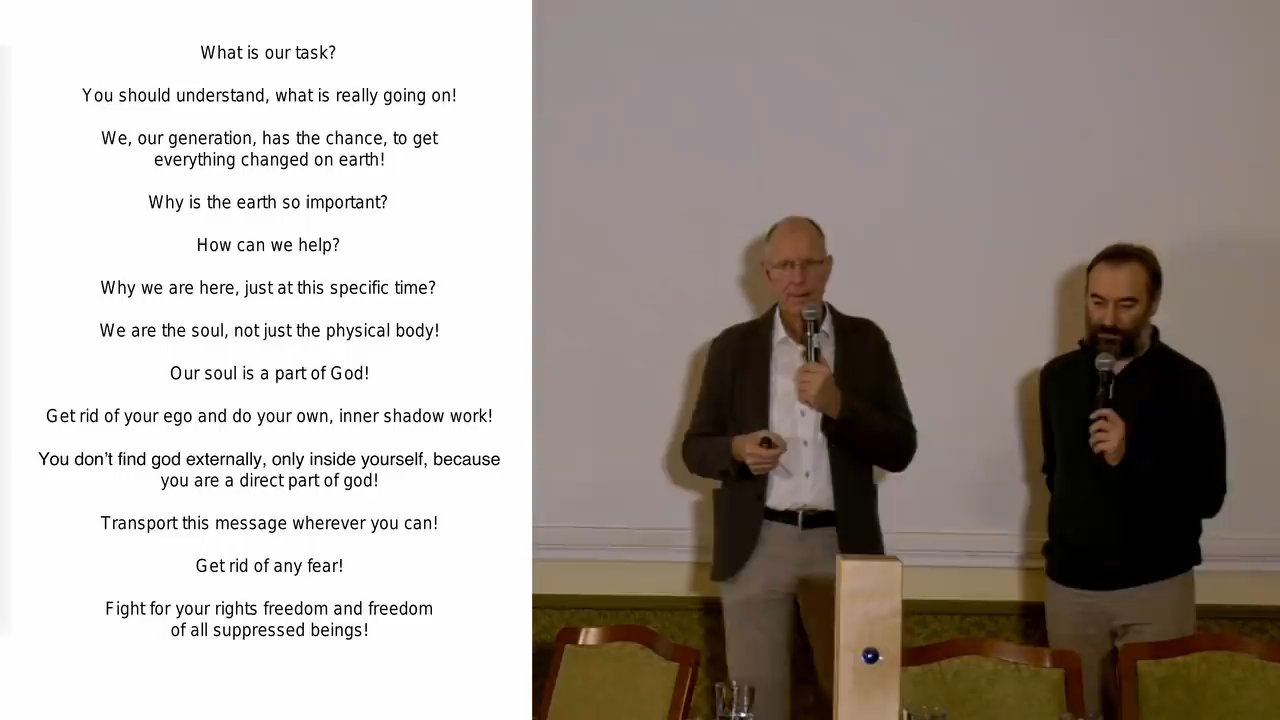 What is our task?
You should understand, what is really going on!
We, our generation, has the chance, to get
everything changed on earth!
Why is the earth so important?
How can we help?
Why we are here, just at this specific time?
We are the soul, not just the physical body!
Our soul is a part of God!
Get rid of your ego and do your own, inner shadow work!
You don’t find god externally, only inside yourself, because
you are a direct part of god!
Transport this message wherever you can!
Get rid of any fear!
Fight for your rights freedom and freedom
of all suppressed beings!